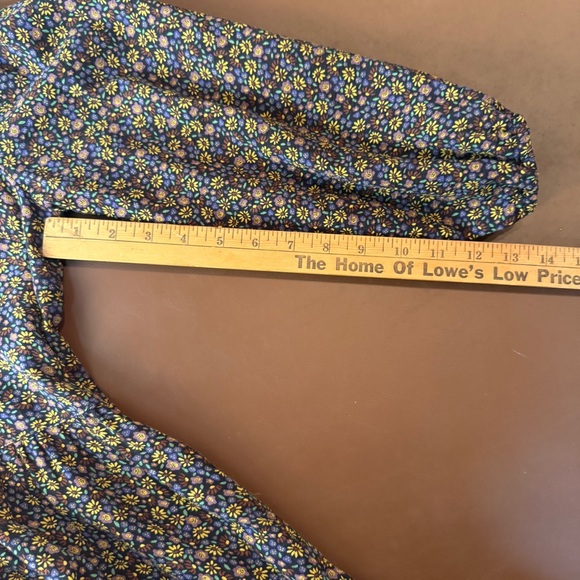 1 2 3 4 5 6 7 8 9 10 11 12 13 14
The Home Of Lowe's Low Price